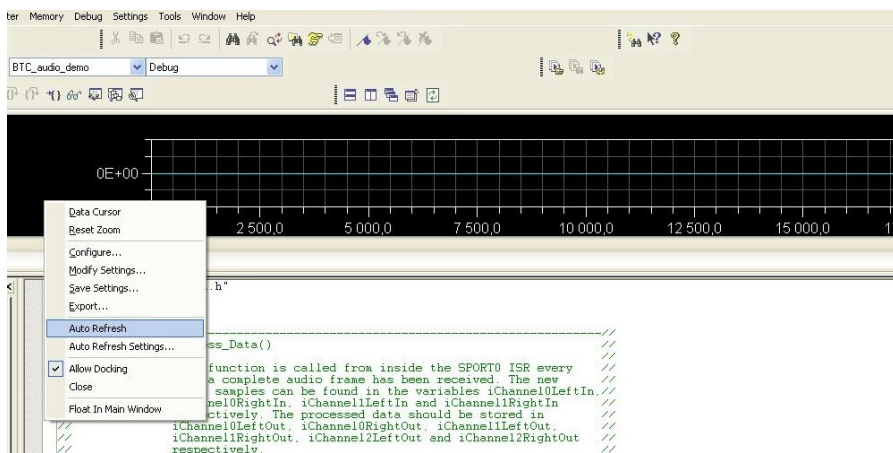 ter Memory Debug Settings Tools Window Help
BTC_audio_demo Debug
0E+00
2 500,0 5 000,0 7 500,0 10 000,0 12 500,0 15 000,0 1
Data Cursor
Reset Zoom
Configure...
Modify Settings...
Save Settings...
Export...
Auto Refresh
Auto Refresh Settings...
Allow Docking
Close
Float In Main Window
.h"
--//
ss_Data() //
//
function is called from inside the SPORT0 ISR every //
a complete audio frame has been received. The new //
samples can be found in the variables iChannel0LeftIn,//
nel0RightIn, iChannel1LeftIn and iChannel1RightIn //
ctively. The processed data should be stored in //
// iChannel0LeftOut, iChannel0RightOut, iChannel1LeftOut, //
// iChannel1RightOut, iChannel2LeftOut and iChannel2RightOut //
// respectively. //